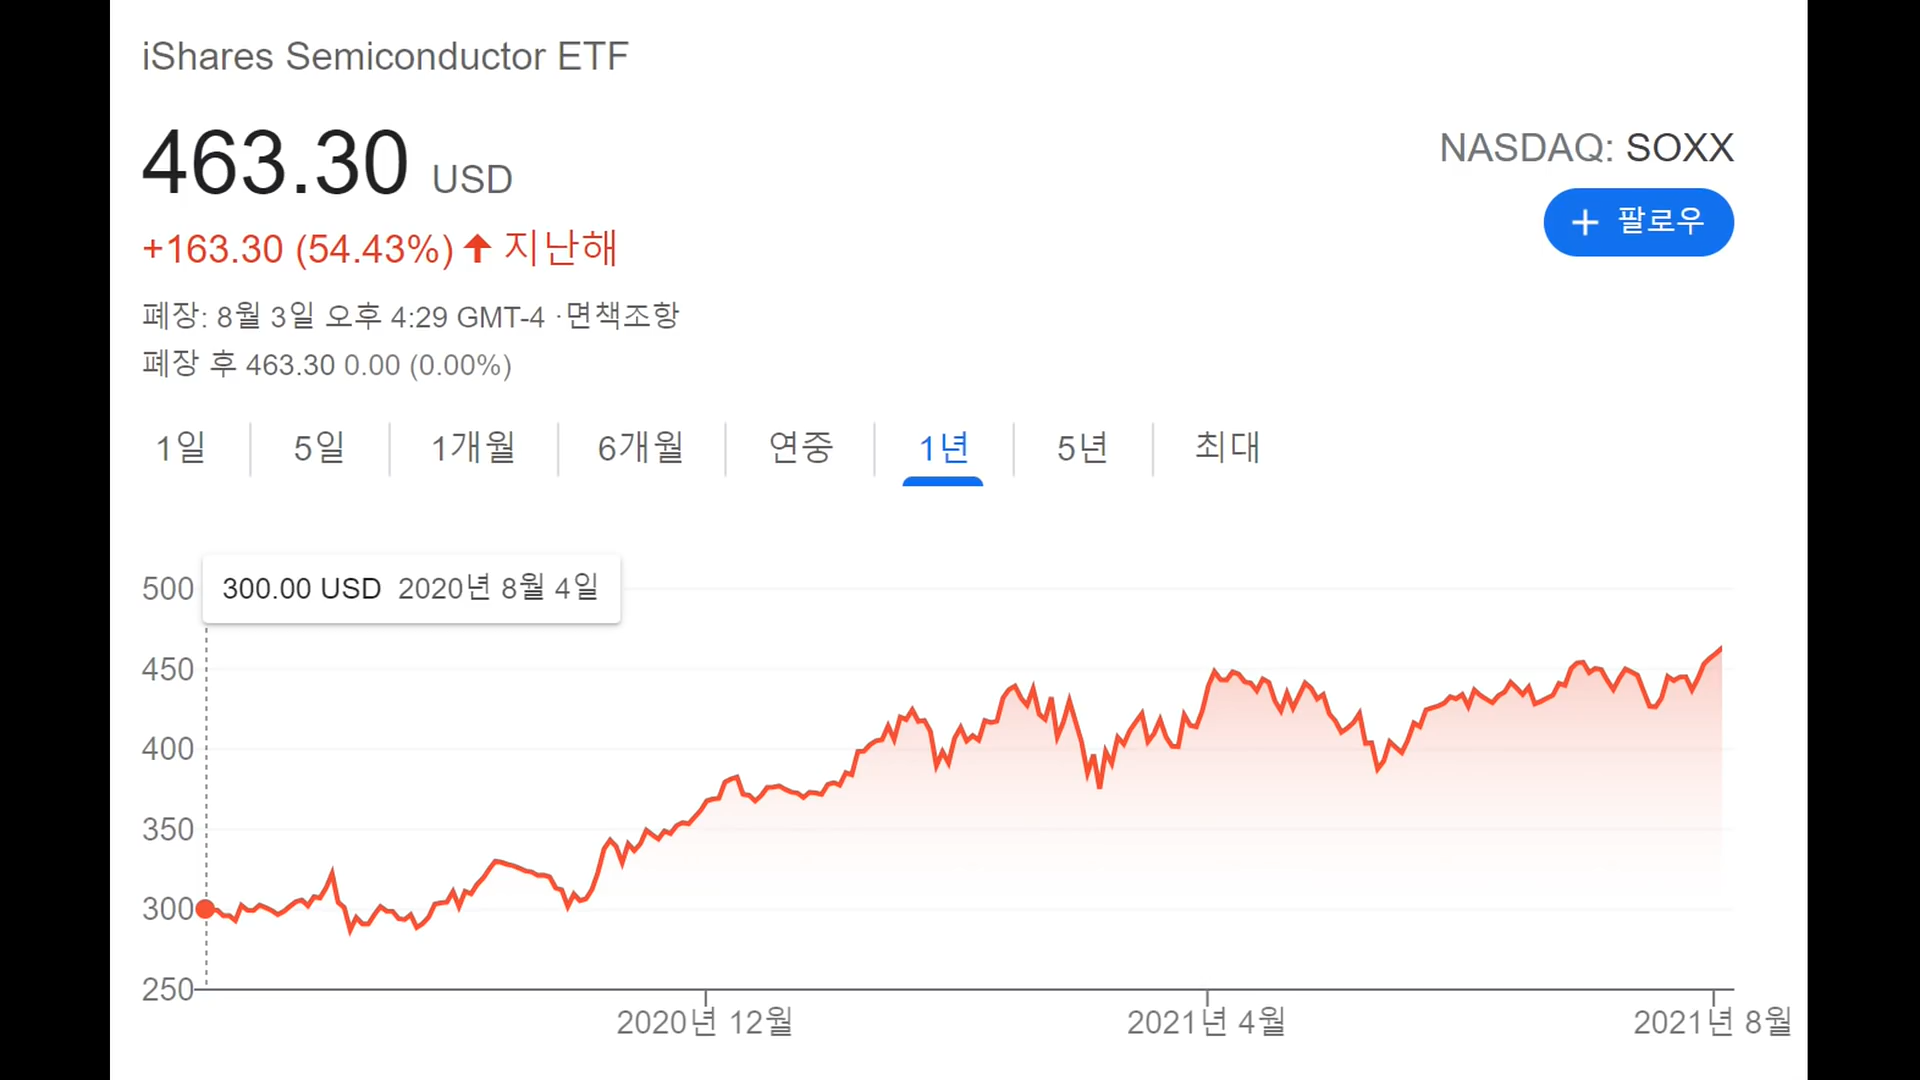 iShares Semiconductor ETF
463.30 USD
NASDAQ: SOXX
+ 팔로우
+163.30 (54.43%) 지난해
폐장: 8월 3일 오후 4:29 GMT-4 ·면책조항
폐장 후 463.30 0.00 (0.00%)
1일 5일 1개월 6개월 연중 1년 5년 최대
300.00 USD 2020년 8월 4일
500
450
400
350
300
250
2020년 12월 2021년 4월 2021년 8월